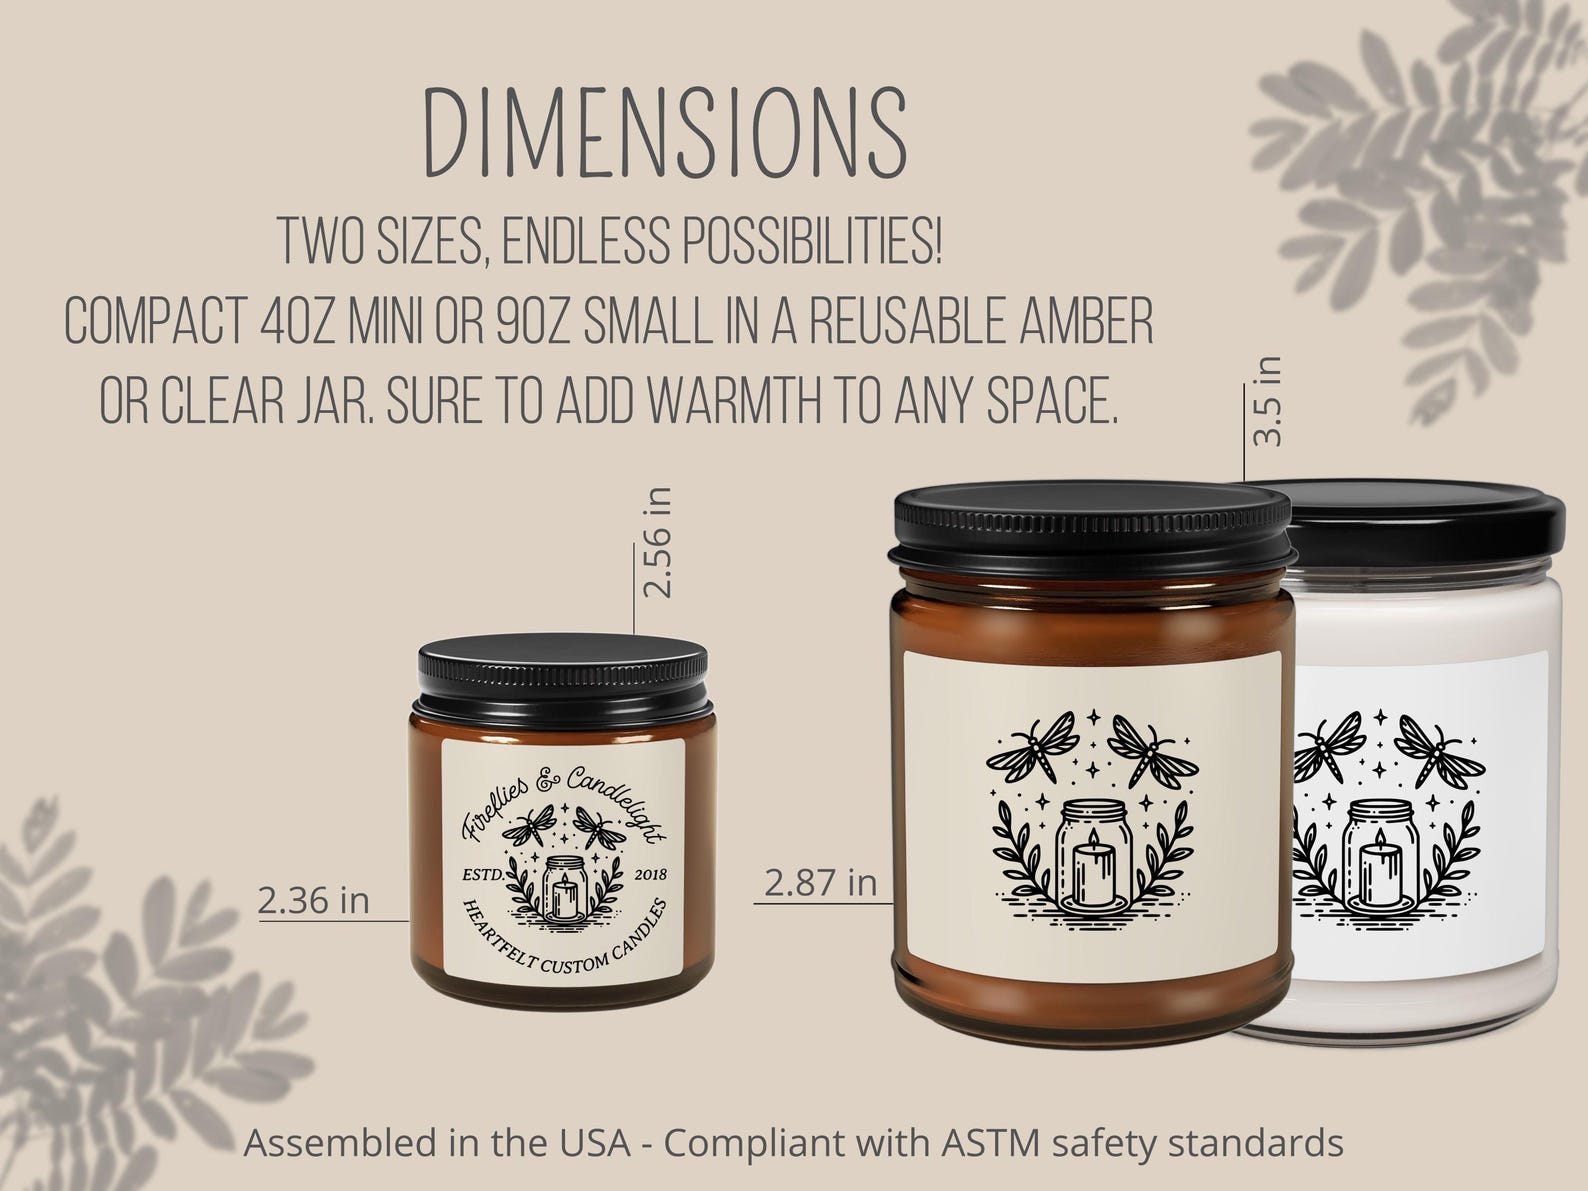 DIMENSIONS
TWO SIZES, ENDLESS POSSIBILITIES!
COMPACT 4OZ MINI OR 9OZ SMALL IN A REUSABLE AMBER
OR CLEAR JAR. SURE TO ADD WARMTH TO ANY SPACE.
3.5 in
2.56 in
Fireflies & Candlelight
ESTD. 2018
HEARTFELT CUSTOM CANDLES
2.36 in
2.87 in
Assembled in the USA - Compliant with ASTM safety standards